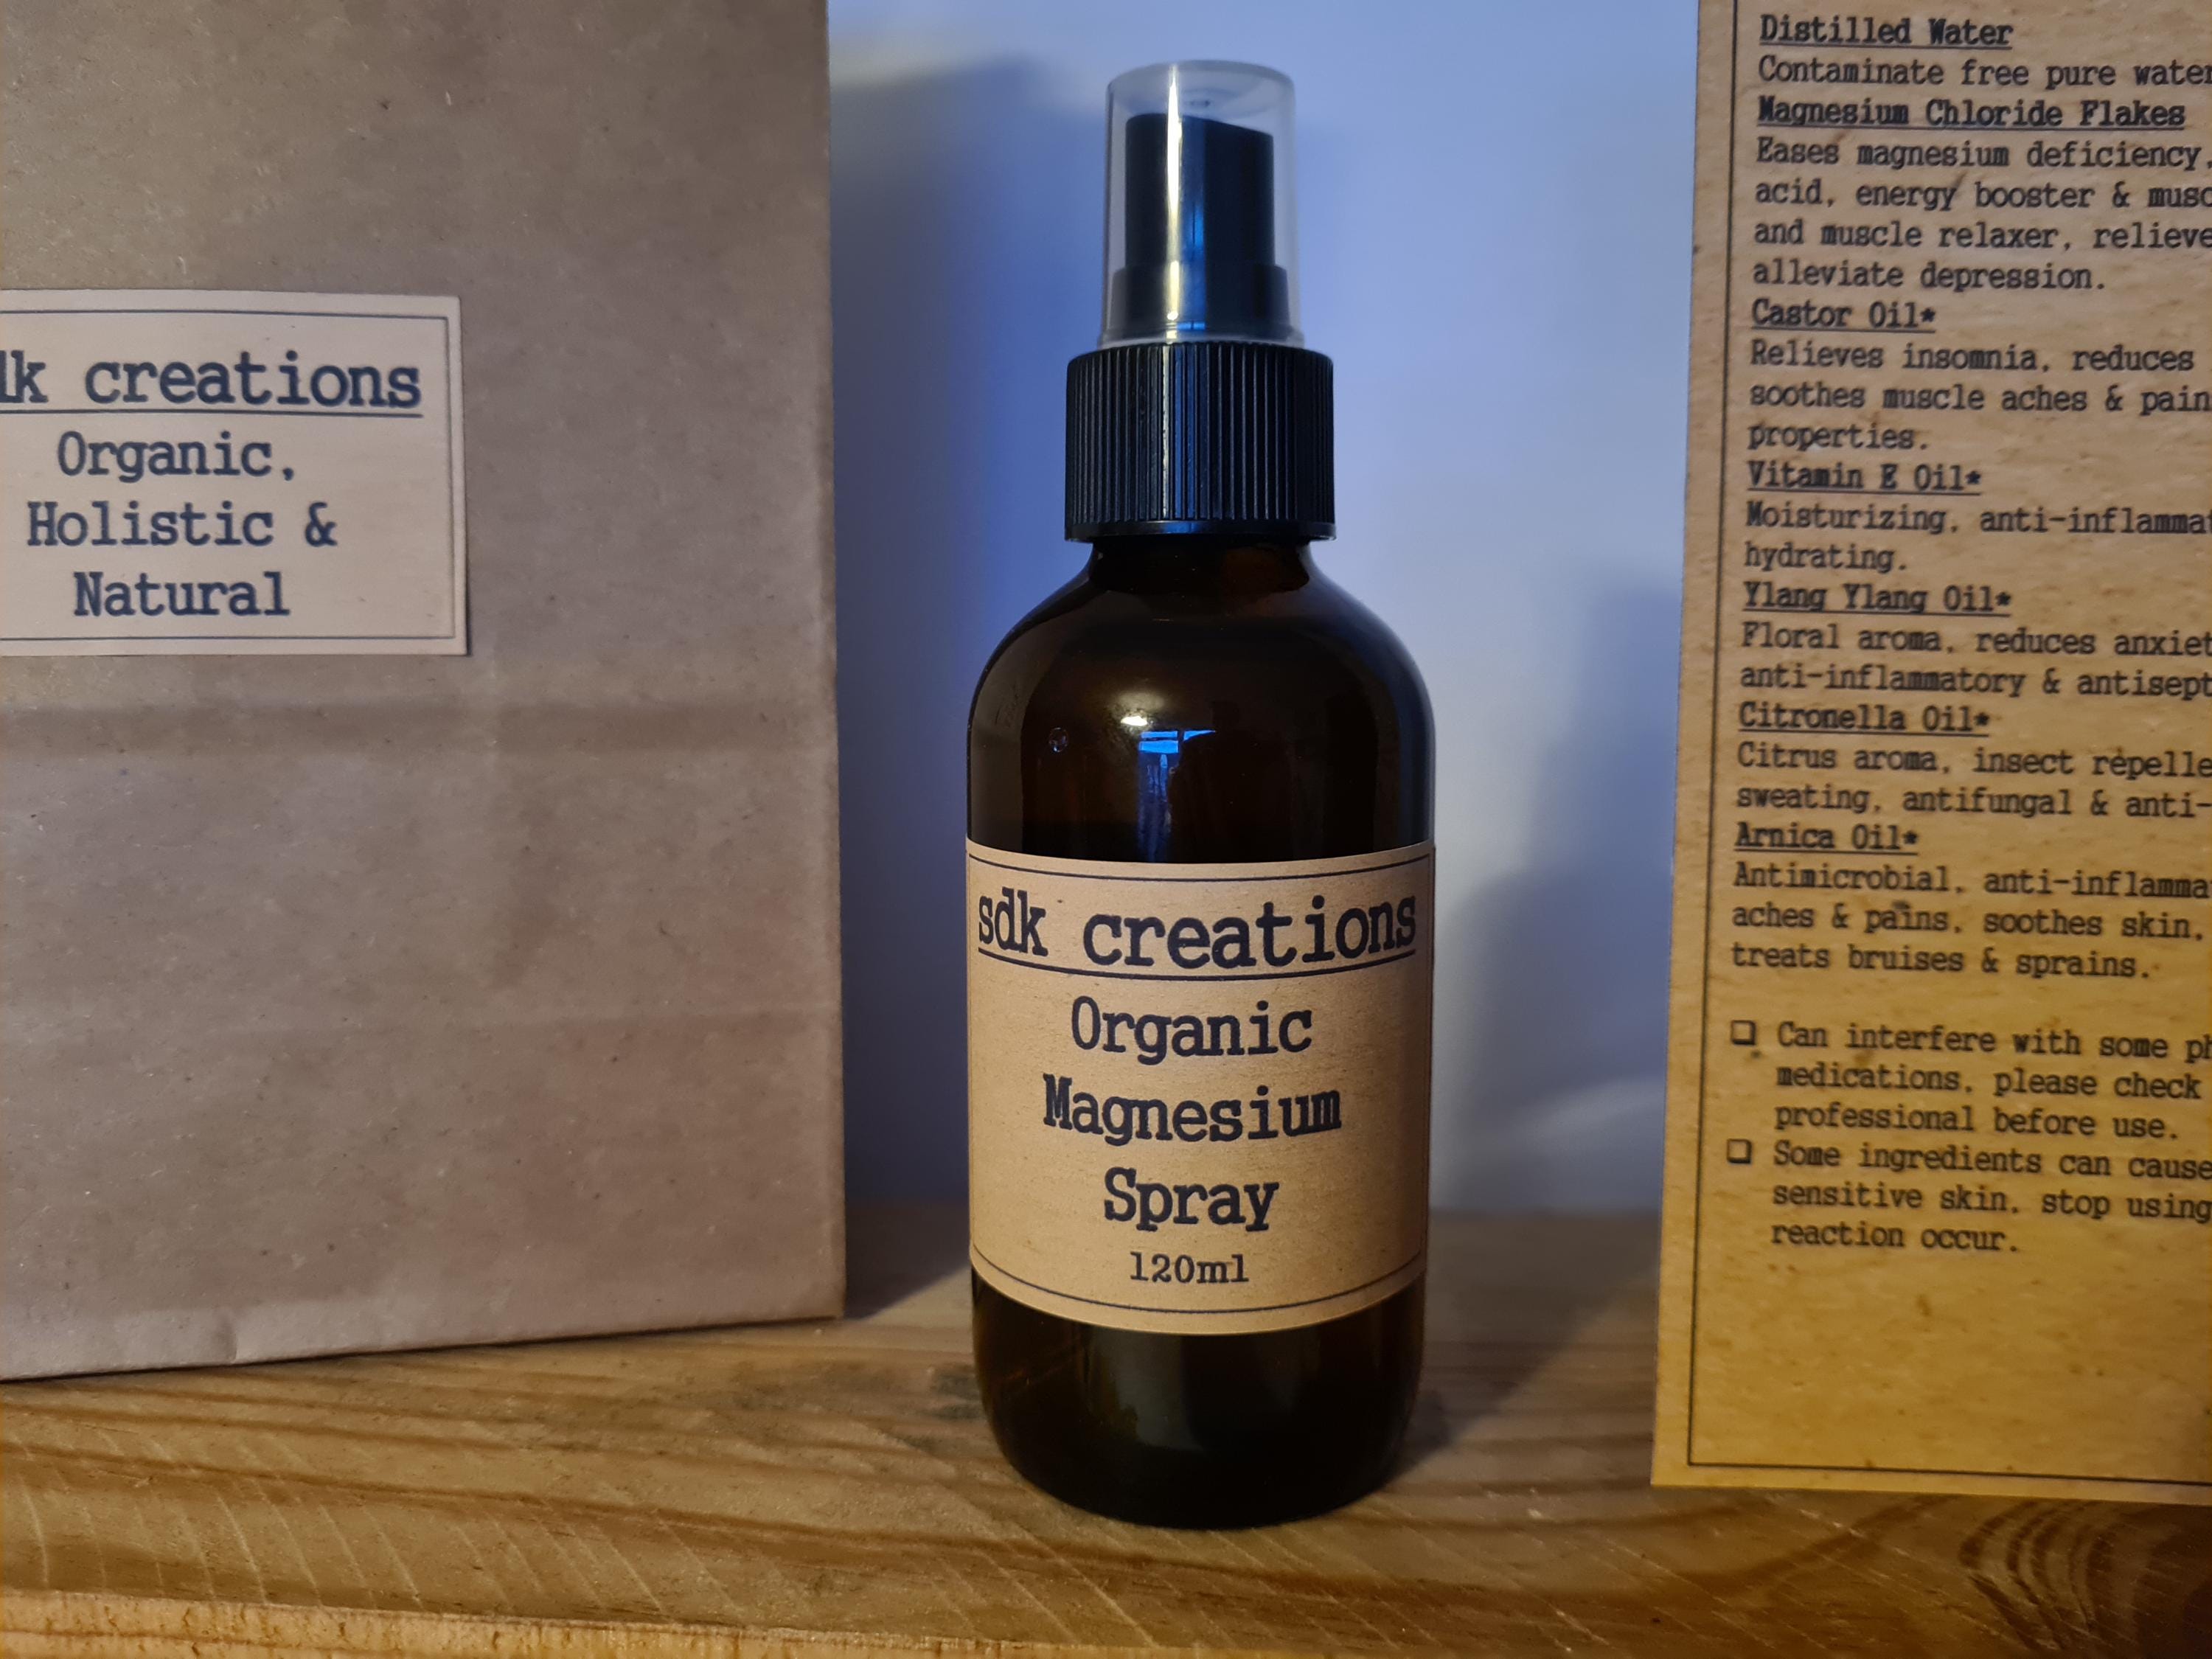 creations
Organic,
Holistic &
Natural
sdk creations
Organic
Magnesium
Spray
120ml
Distilled Water
Contaminate free pure water
Magnesium Chloride Flakes
Eases magnesium deficiency,
acid, energy booster &
and muscle relaxer,
alleviate depression.
Castor Oil*
Relieves insomnia, reduces
soothes muscle aches &
properties.
Vitamin E Oil*
Moisturizing,
hydrating.
Ylang Ylang Oil*
Floral aroma, reduces
anti-inflammatory &
Citronella Oil*
Citrus aroma, insect
sweating, antifungal &
Arnica Oil*
Antimicrobial,
aches & pains, soothes skin,
treats bruises & sprains.
❏ Can interfere with some
medications, please check
professional before use.
❏ Some ingredients can cause
sensitive skin, stop using
reaction occur.